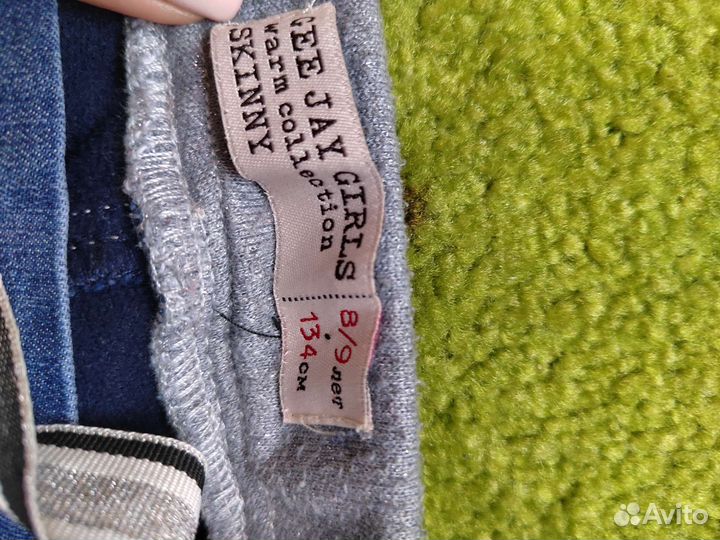 GEE JAY GIRLS
warm collection
SKINNY
8/9 лет
134 см
Avito